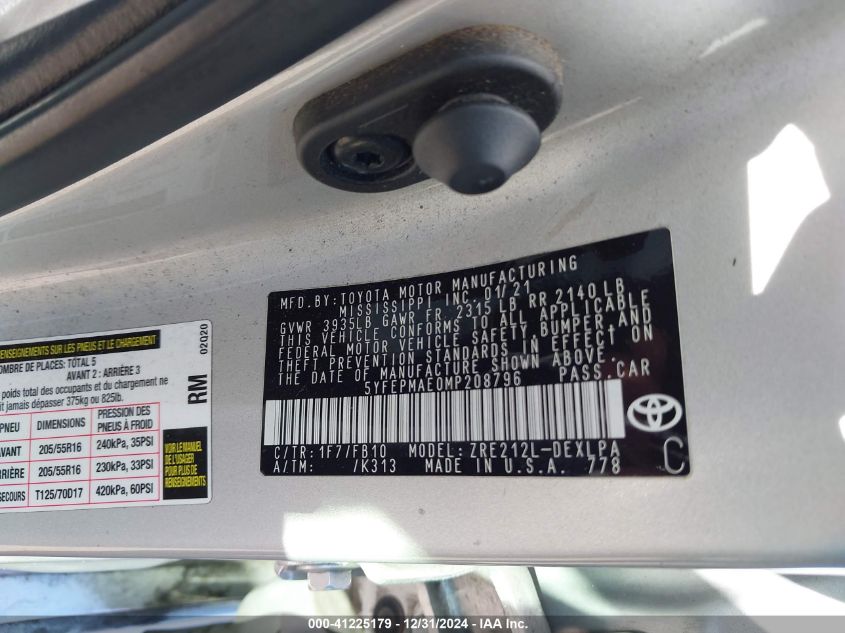 MFD. BY: TOYOTA MOTOR MANUFACTURING
MISSISSIPPI INC. 01/21
GVWR 3935LB GAWR FR. 2315 LB RR 2140 LB
THIS VEHICLE CONFORMS TO ALL APPLICABLE
FEDERAL MOTOR VEHICLE SAFETY, BUMPER, AND
THEFT PREVENTION STANDARDS IN EFFECT ON
THE DATE OF MANUFACTURE SHOWN ABOVE.
5YFEPMAE0MP208796 PASS. CAR
C/TR: 1F7/FB10 MODEL: ZRE212L-DEXLPA
A/TM: /K313 MADE IN U.S.A. 778
C
RENSEIGNEMENTS SUR LES PNEUS ET LE CHARGEMENT
NOMBRE DE PLACES: TOTAL 5
AVANT 2: ARRIÈRE 3
poids total des occupants et du chargement ne
it jamais dépasser 375kg ou 825lb.
PNEU DIMENSIONS PRESSION DES PNEUS À FROID
AVANT 205/55R16 240kPa, 35PSI
ARRIÈRE 205/55R16 230kPa, 33PSI
SECOURS T125/70D17 420kPa, 60PSI
VOIR LE MANUEL
DE L'USAGER
POUR PLUS DE
RENSEIGNEMENTS
RM 02Q20
000-41225179 - 12/31/2024 - IAA Inc.